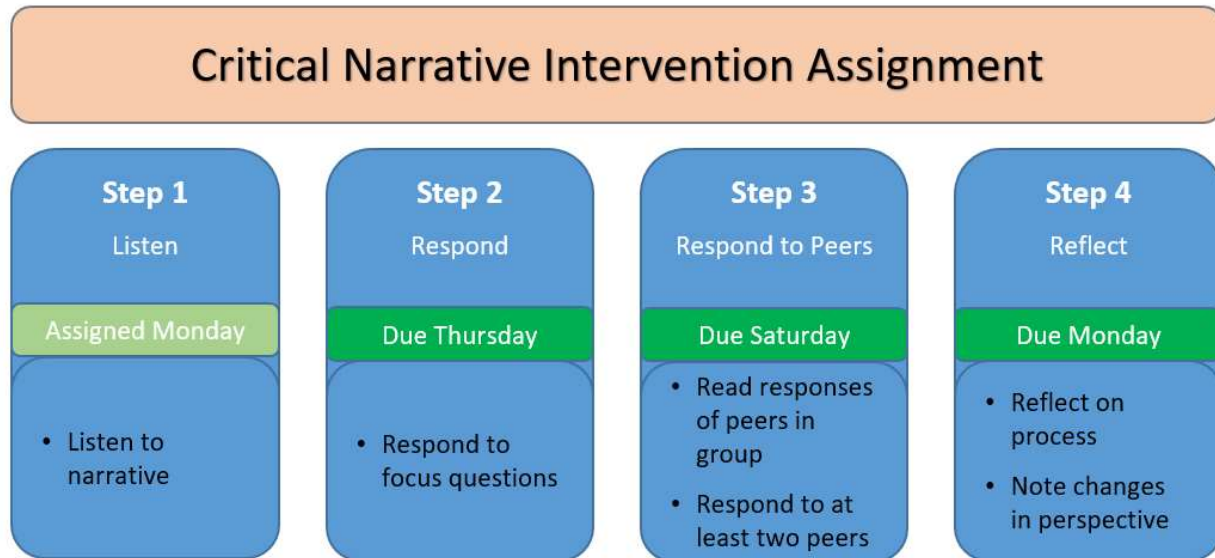 Critical Narrative Intervention Assignment
Step 1
Listen
Assigned Monday
• Listen to
narrative
Step 2
Respond
Due Thursday
• Respond to
focus questions
Step 3
Respond to Peers
Due Saturday
• Read responses
of peers in
group
• Respond to at
least two peers
Step 4
Reflect
Due Monday
• Reflect on
process
• Note changes
in perspective